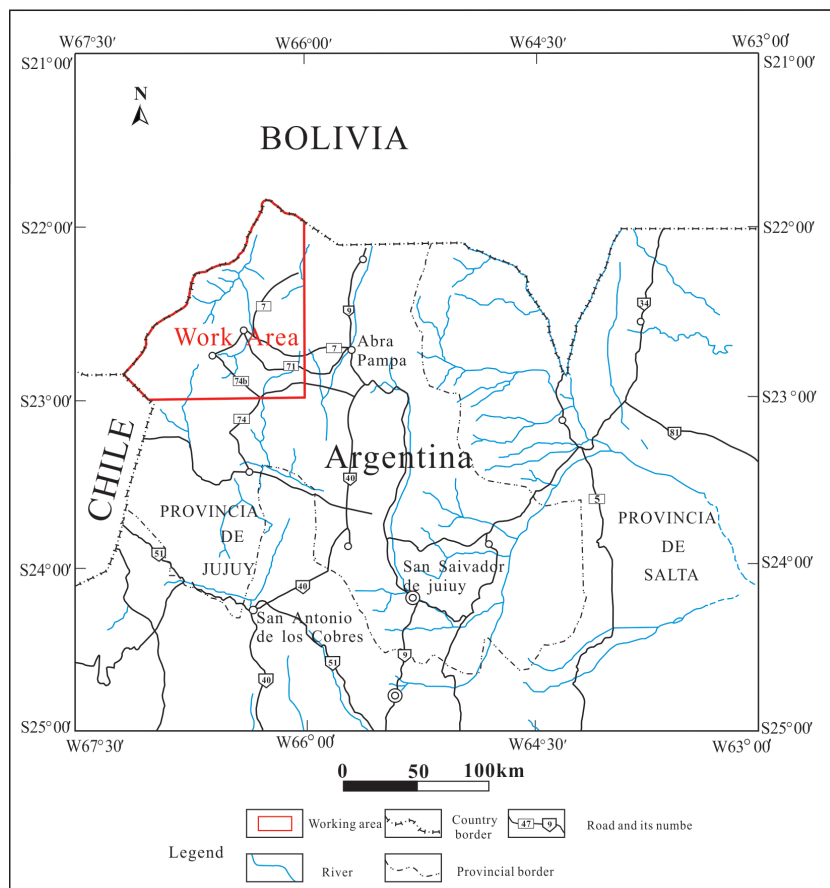 W67°30′ W66°00′ W64°30′ W63°00′
S21°00′ S21°00′
N
BOLIVIA
S22°00′ S22°00′
34
7
9
Work Area
7
Abra
Pampa
71
74b
S23°00′ S23°00′
74
81
CHILE
Argentina
40
5
PROVINCIA
DE
JUJUY
PROVINCIA
DE
SALTA
51
S24°00′ S24°00′
San Saivador
de juiuy
40
San Antonio
de los Cobres
9
51
40
S25°00′ S25°00′
W67°30′ W66°00′ W64°30′ W63°00′
0 50 100km
Legend
Working area
Country
border
47 9
Road and its numbe
River
Provincial border